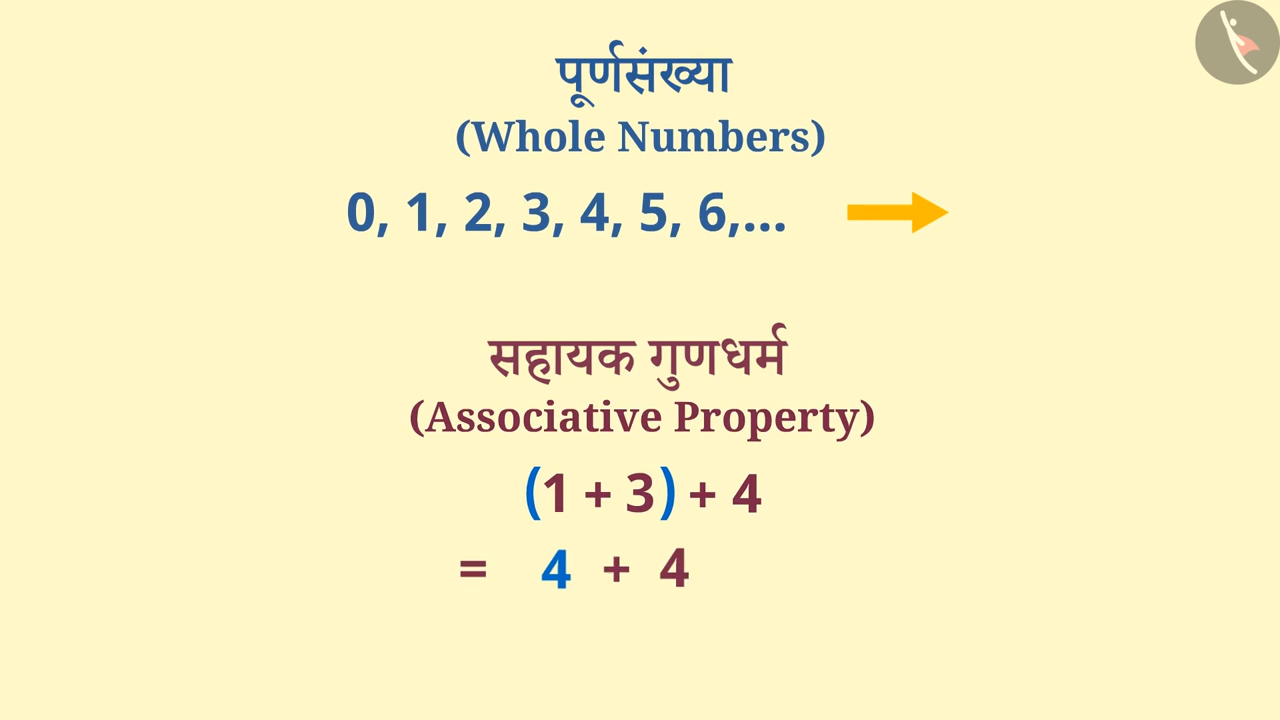 पूर्णसंख्या
(Whole Numbers)
0, 1, 2, 3, 4, 5, 6,...
सहायक गुणधर्म
(Associative Property)
(1 + 3) + 4
= 4 + 4